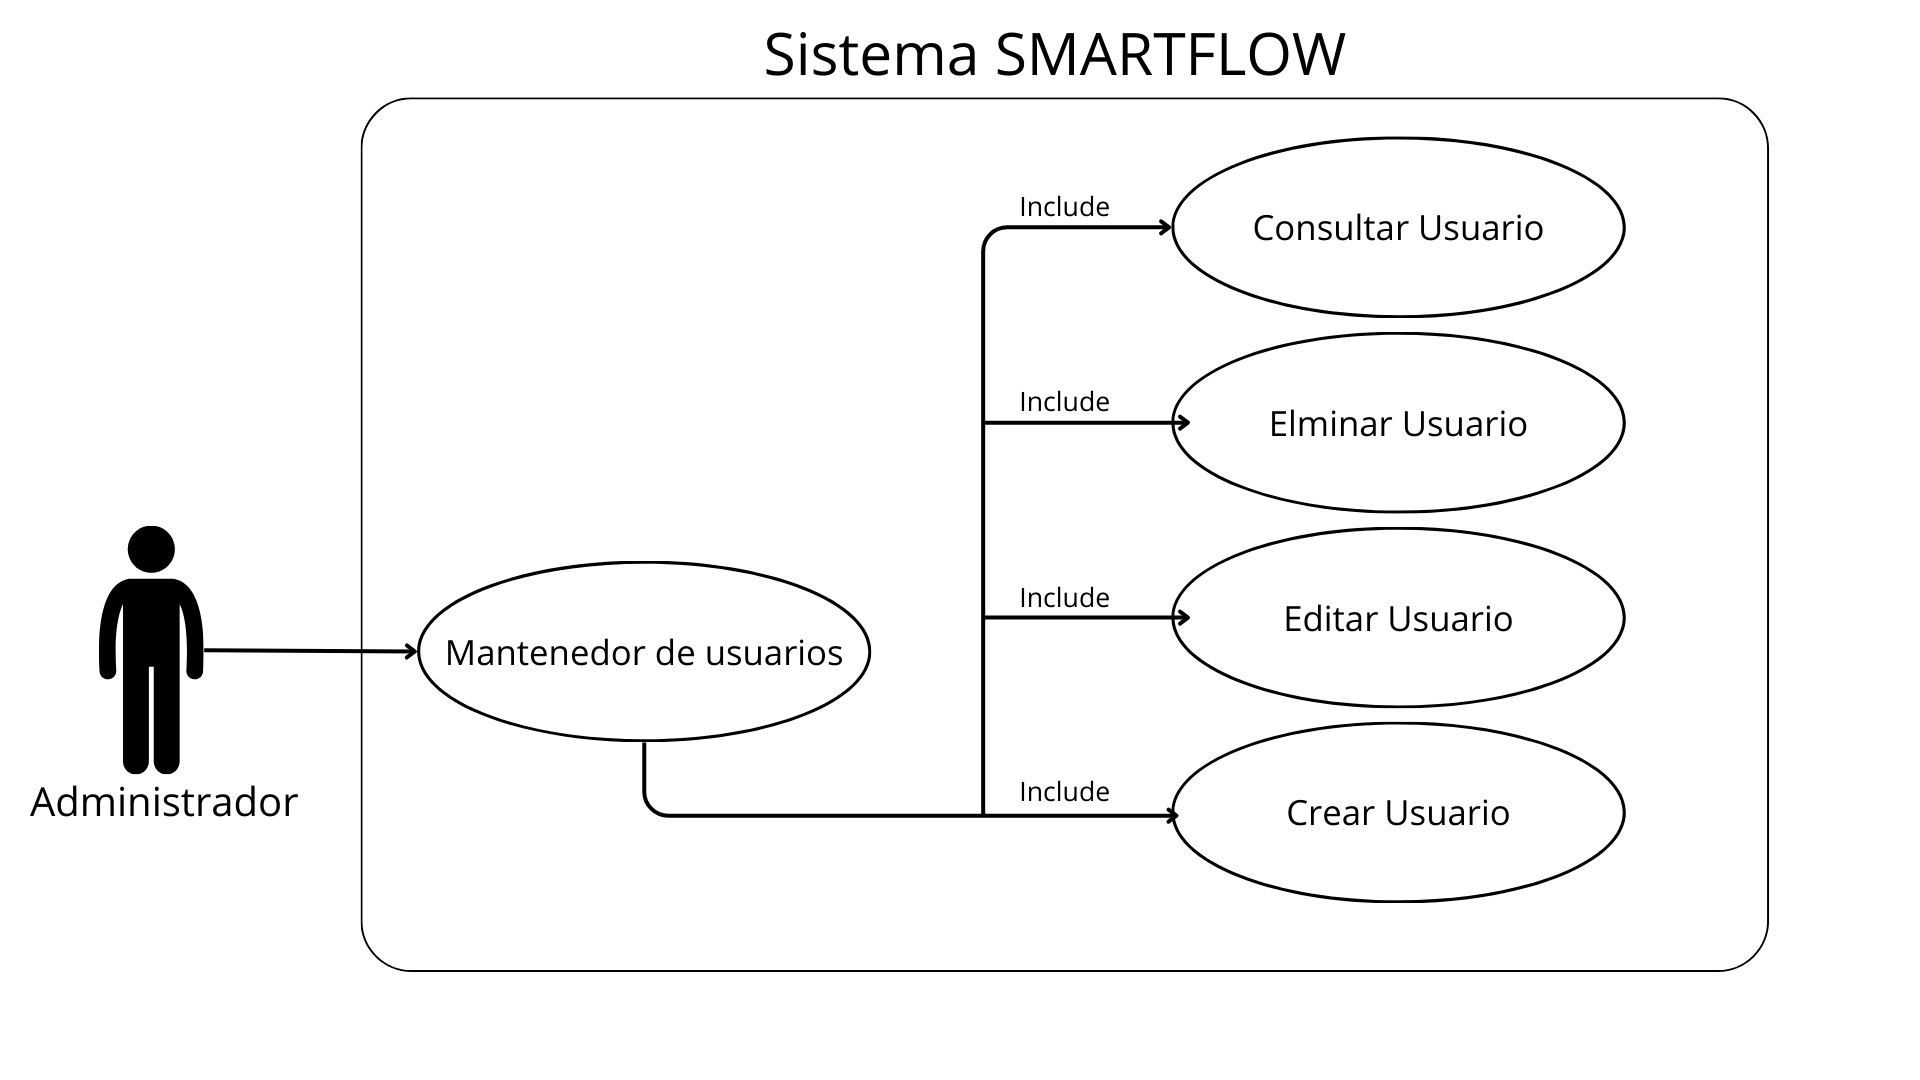 Sistema SMARTFLOW
Include
Consultar Usuario
Include
Elminar Usuario
Include
Editar Usuario
Mantenedor de usuarios
Include
Crear Usuario
Administrador